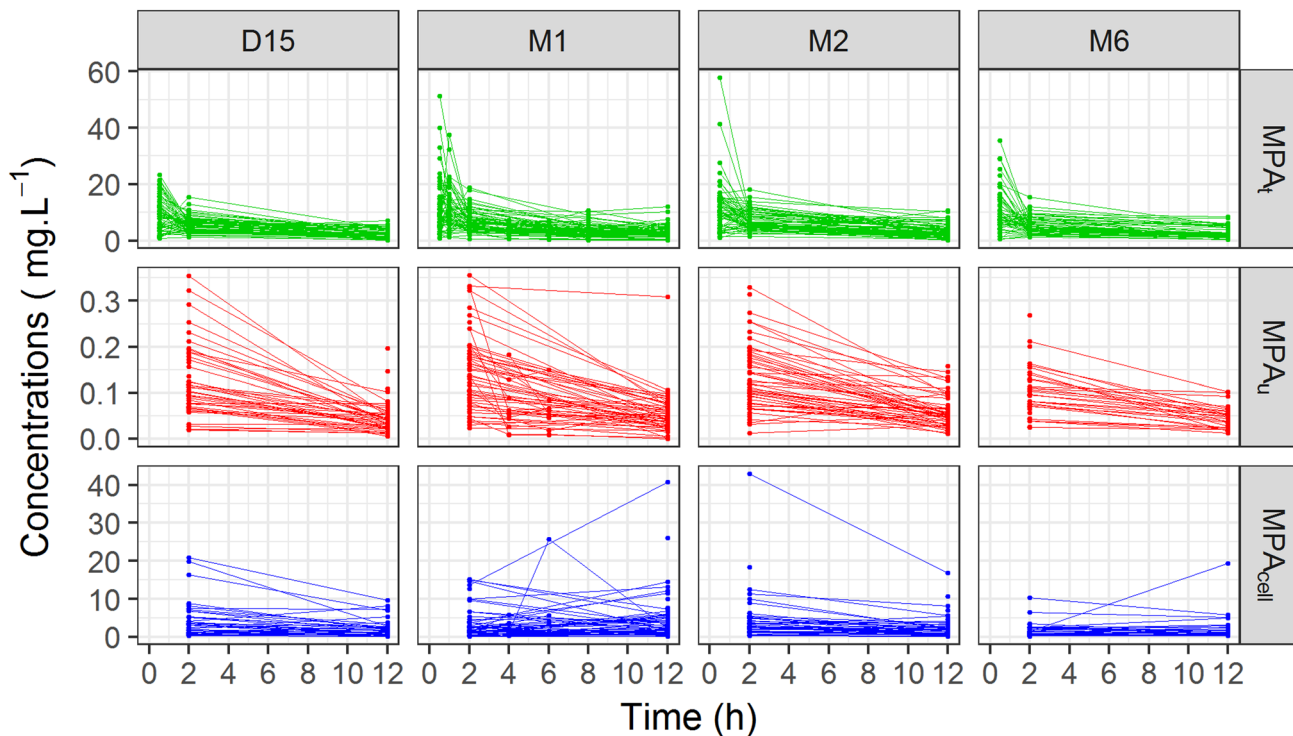 D15 M1 M2 M6
60
40
20
0
MPAt
0.3
0.2
0.1
0.0
MPAu
40
30
20
10
0
MPAcell
0 2 4 6 8 10 12 0 2 4 6 8 10 12 0 2 4 6 8 10 12 0 2 4 6 8 10 12
Time (h)
Concentrations ( mg.L−1)